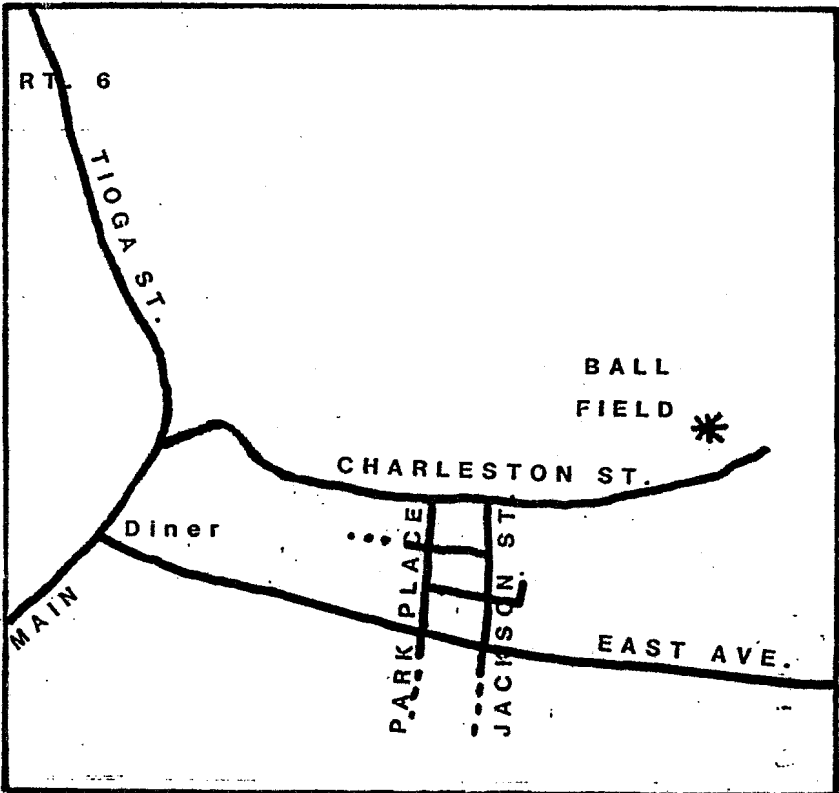 RT. 6
TIOGA ST.
BALL
FIELD
CHARLESTON ST.
Diner
PARK PLACE
JACKSON ST.
MAIN
EAST AVE.